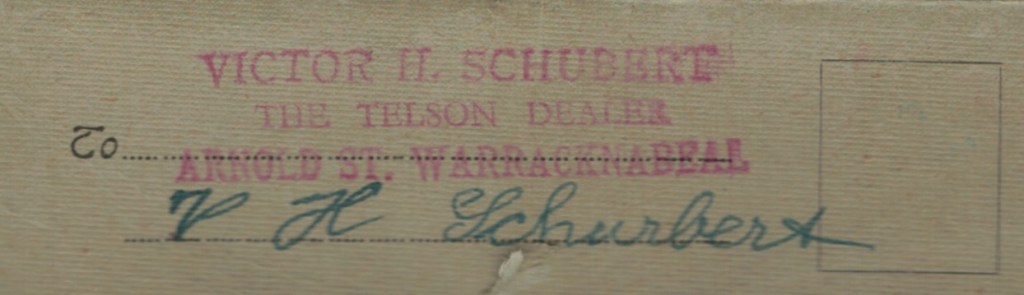 VICTOR H. SCHUBERT
THE TELSON DEALER
To
ARNOLD ST. WARRACKNABEAL
V H Schurbert